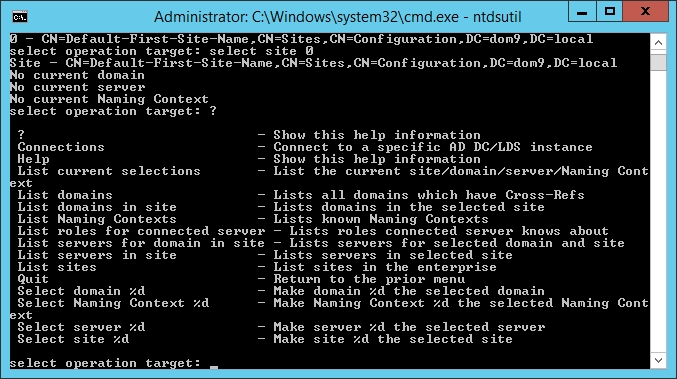 Administrator: C:\Windows\system32\cmd.exe - ntdsutil
0 - CN=Default-First-Site-Name,CN=Sites,CN=Configuration,DC=dom9,DC=local
select operation target: select site 0
Site - CN=Default-First-Site-Name,CN=Sites,CN=Configuration,DC=dom9,DC=local
No current domain
No current server
No current Naming Context
select operation target: ?
? - Show this help information
Connections - Connect to a specific AD DC/LDS instance
Help - Show this help information
List current selections - List the current site/domain/server/Naming Cont
ext
List domains - Lists all domains which have Cross-Refs
List domains in site - Lists domains in the selected site
List Naming Contexts - Lists known Naming Contexts
List roles for connected server - Lists roles connected server knows about
List servers for domain in site - Lists servers for selected domain and site
List servers in site - Lists servers in selected site
List sites - List sites in the enterprise
Quit - Return to the prior menu
Select domain %d - Make domain %d the selected domain
Select Naming Context %d - Make Naming Context %d the selected Naming Cont
ext
Select server %d - Make server %d the selected server
Select site %d - Make site %d the selected site
select operation target: _